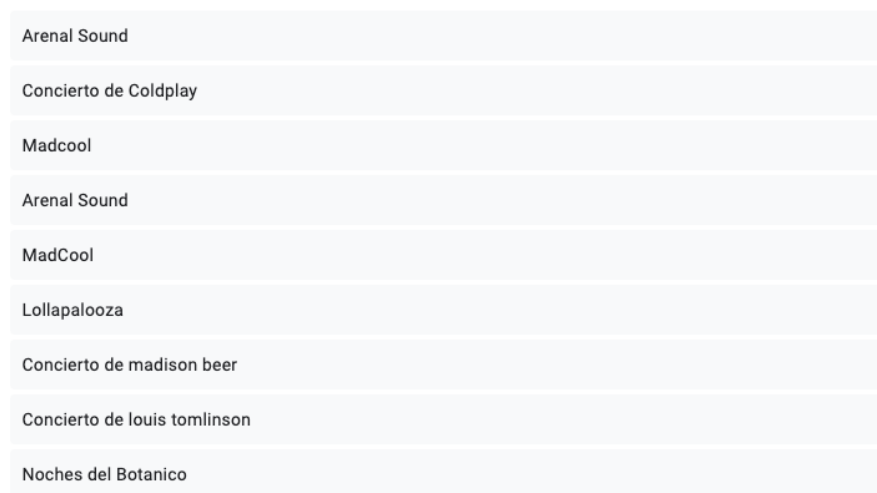 Arenal Sound
Concierto de Coldplay
Madcool
Arenal Sound
MadCool
Lollapalooza
Concierto de madison beer
Concierto de louis tomlinson
Noches del Botanico